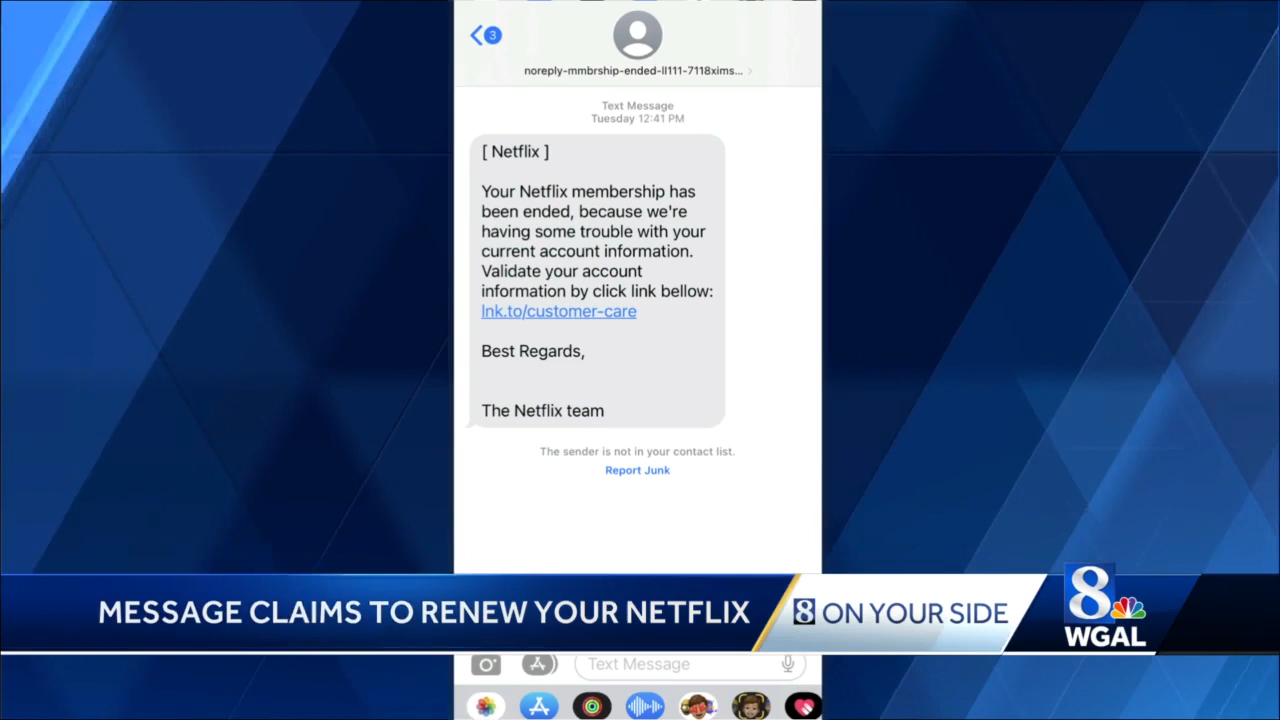 3
noreply-mmbrship-ended-ll111-7118xims...
Text Message
Tuesday 12:41 PM
[ Netflix ]
Your Netflix membership has
been ended, because we're
having some trouble with your
current account information.
Validate your account
information by click link bellow:
lnk.to/customer-care
Best Regards,
The Netflix team
The sender is not in your contact list.
Report Junk
MESSAGE CLAIMS TO RENEW YOUR NETFLIX
8 ON YOUR SIDE
8
WGAL
Text Message